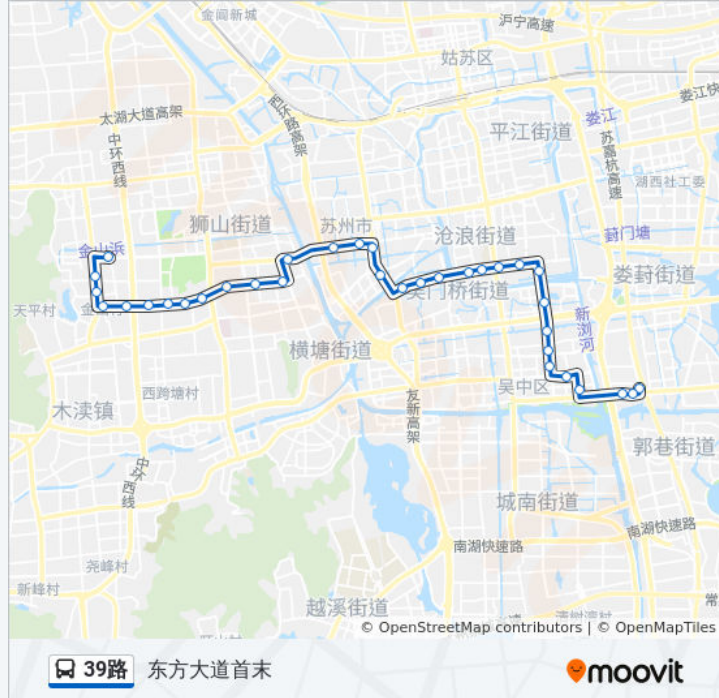 金阊新城
沪宁高速
姑苏区
娄江快
太湖大道高架
西环路高架
娄江
平江街道
中环西线
苏嘉杭高速
湖西社工委
狮山街道
苏州市
沧浪街道
葑门塘
金山浜
娄葑街道
天平村
吴门桥街道
新浏河
横塘街道
西跨塘村
吴中区
木渎镇
友新高架
郭巷街道
中环西线
城南街道
南湖快速路
南湖快速路
尧峰村
新峰村
常
越溪街道
© OpenStreetMap contributors | © OpenMapTiles
39路 东方大道首末
moovit